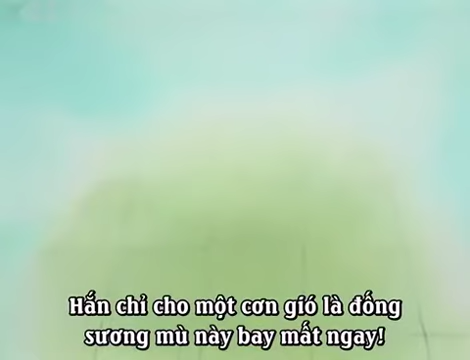 Hắn chỉ cho một cơn gió là đống
sương mù này bay mất ngay!